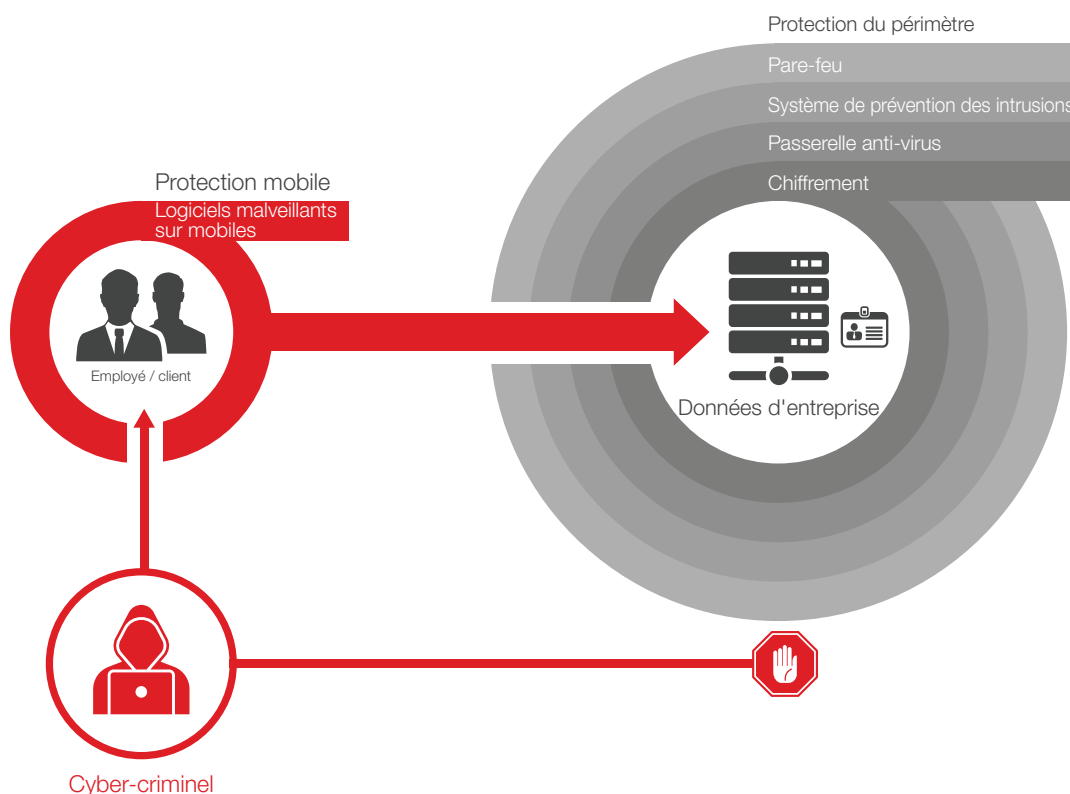 Protection du périmètre
Pare-feu
Système de prévention des intrusions
Passerelle anti-virus
Chiffrement
Protection mobile
Logiciels malveillants
sur mobiles
Employé / client
Données d'entreprise
Cyber-criminel